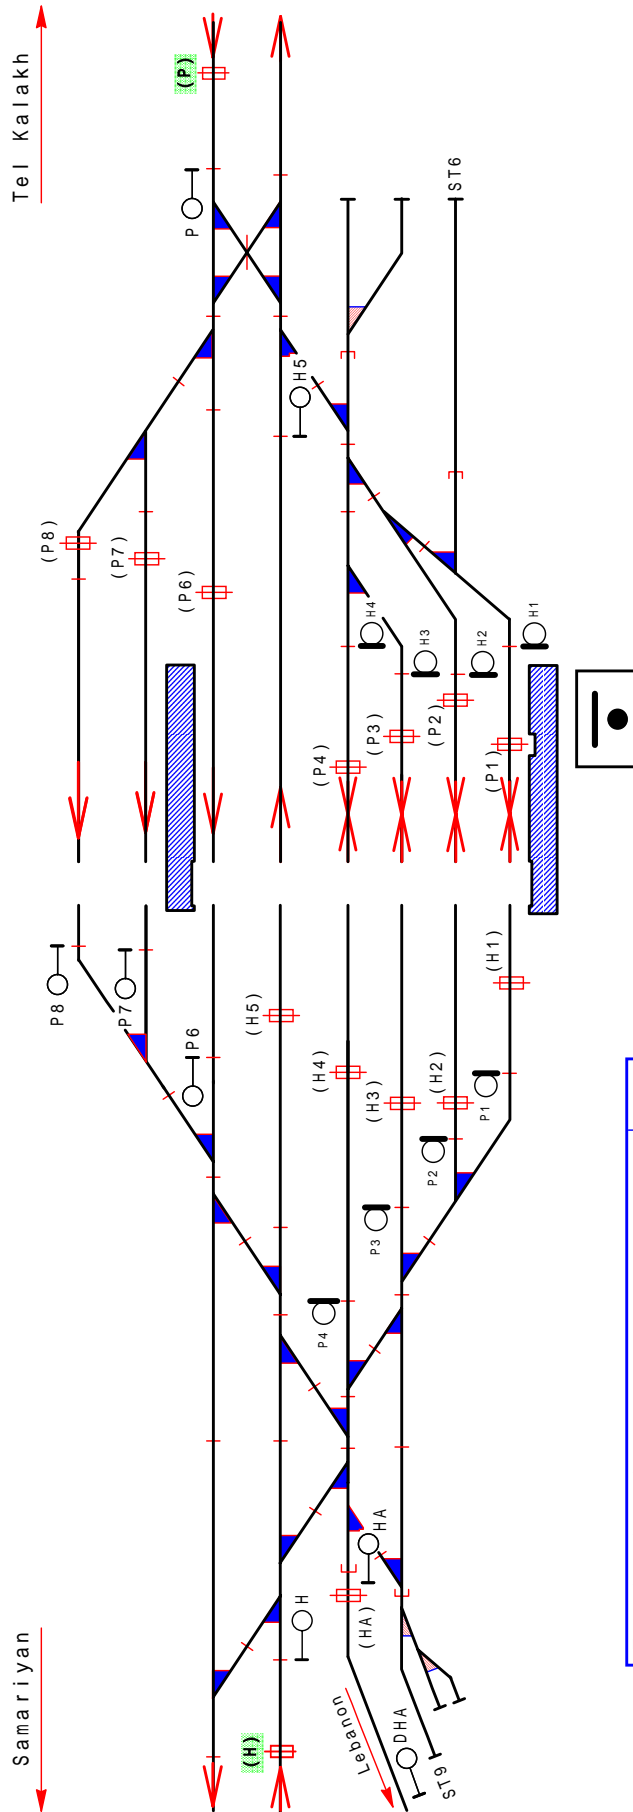 Tel Kalakh
(P)
P
ST6
H5
(P8)
(P7)
(P6)
H4
H3
H2
H1
(P4)
(P3)
(P2)
(P1)
P8
P7
P6
(H5)
(H4)
(H3)
(H2)
(H1)
P1
P2
P3
P4
HA
(HA)
H
(H)
Samariyan
Lebanon
DHA
ST9